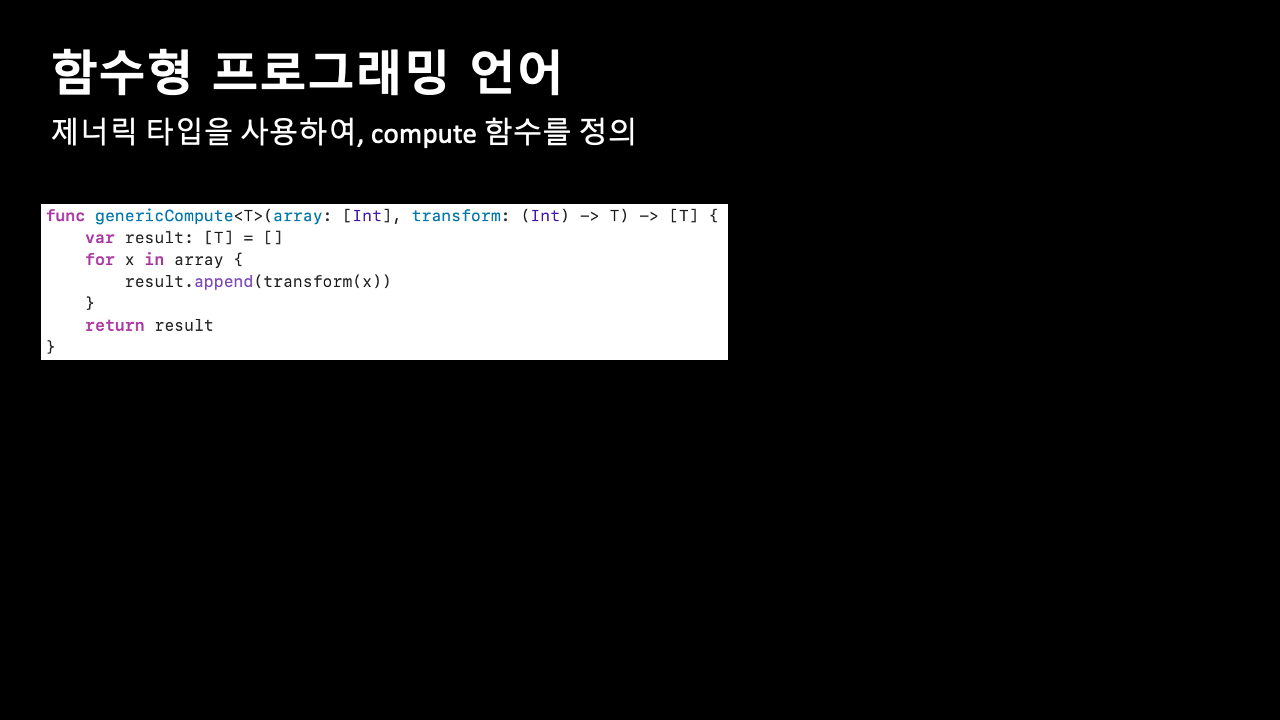 함수형 프로그래밍 언어
제너릭 타입을 사용하여, compute 함수를 정의
func genericCompute<T>(array: [Int], transform: (Int) -> T) -> [T] {
    var result: [T] = []
    for x in array {
        result.append(transform(x))
    }
    return result
}